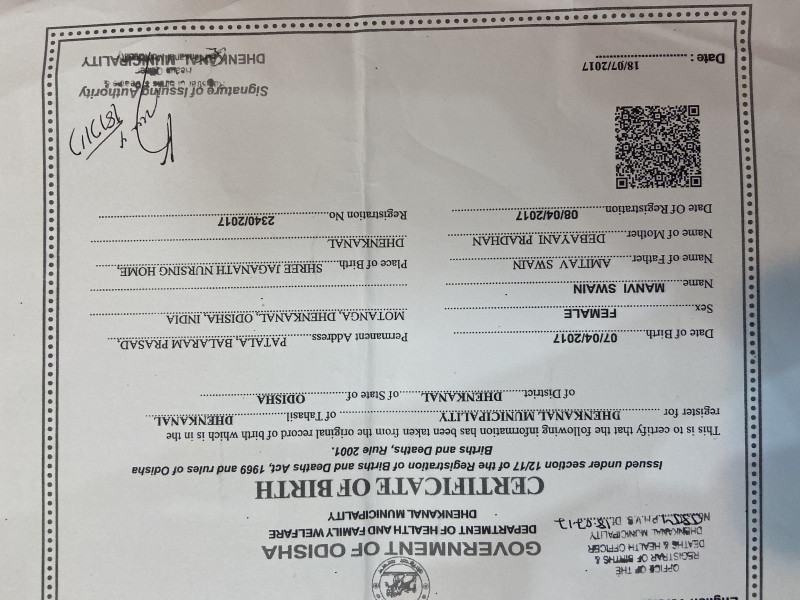 OFFICE OF THE
REGISTRAR OF BIRTHS &
DEATHS & HEALTH OFFICER
DHENKANAL MUNICIPALITY
GOVERNMENT OF ODISHA
DEPARTMENT OF HEALTH AND FAMILY WELFARE
DHENKANAL MUNICIPALITY
CERTIFICATE OF BIRTH
Issued under section 12/17 of the Registration of Births and Deaths Act, 1969 and rules of Odisha
Births and Deaths, Rule, 2001.
This is to certify that the following information has been taken from the original record of birth which is in the
register for DHENKANAL MUNICIPALITY of Tahasil DHENKANAL
of District DHENKANAL of State of ODISHA
Date of Birth 07/04/2017
Sex FEMALE
Name MANVI SWAIN
Name of Father AMITAV SWAIN
Name of Mother DEBAYANI PRADHAN
Date Of Registration 08/04/2017
Permanent Address PATALA, BALARAM PRASAD,
MOTANGA, DHENKANAL, ODISHA, INDIA
Place of Birth SHREE JAGANATH NURSING HOME,
DHENKANAL
Registration No 2340/2017
Date : 18/07/2017
Signature of Issuing Authority
DHENKANAL MUNICIPALITY